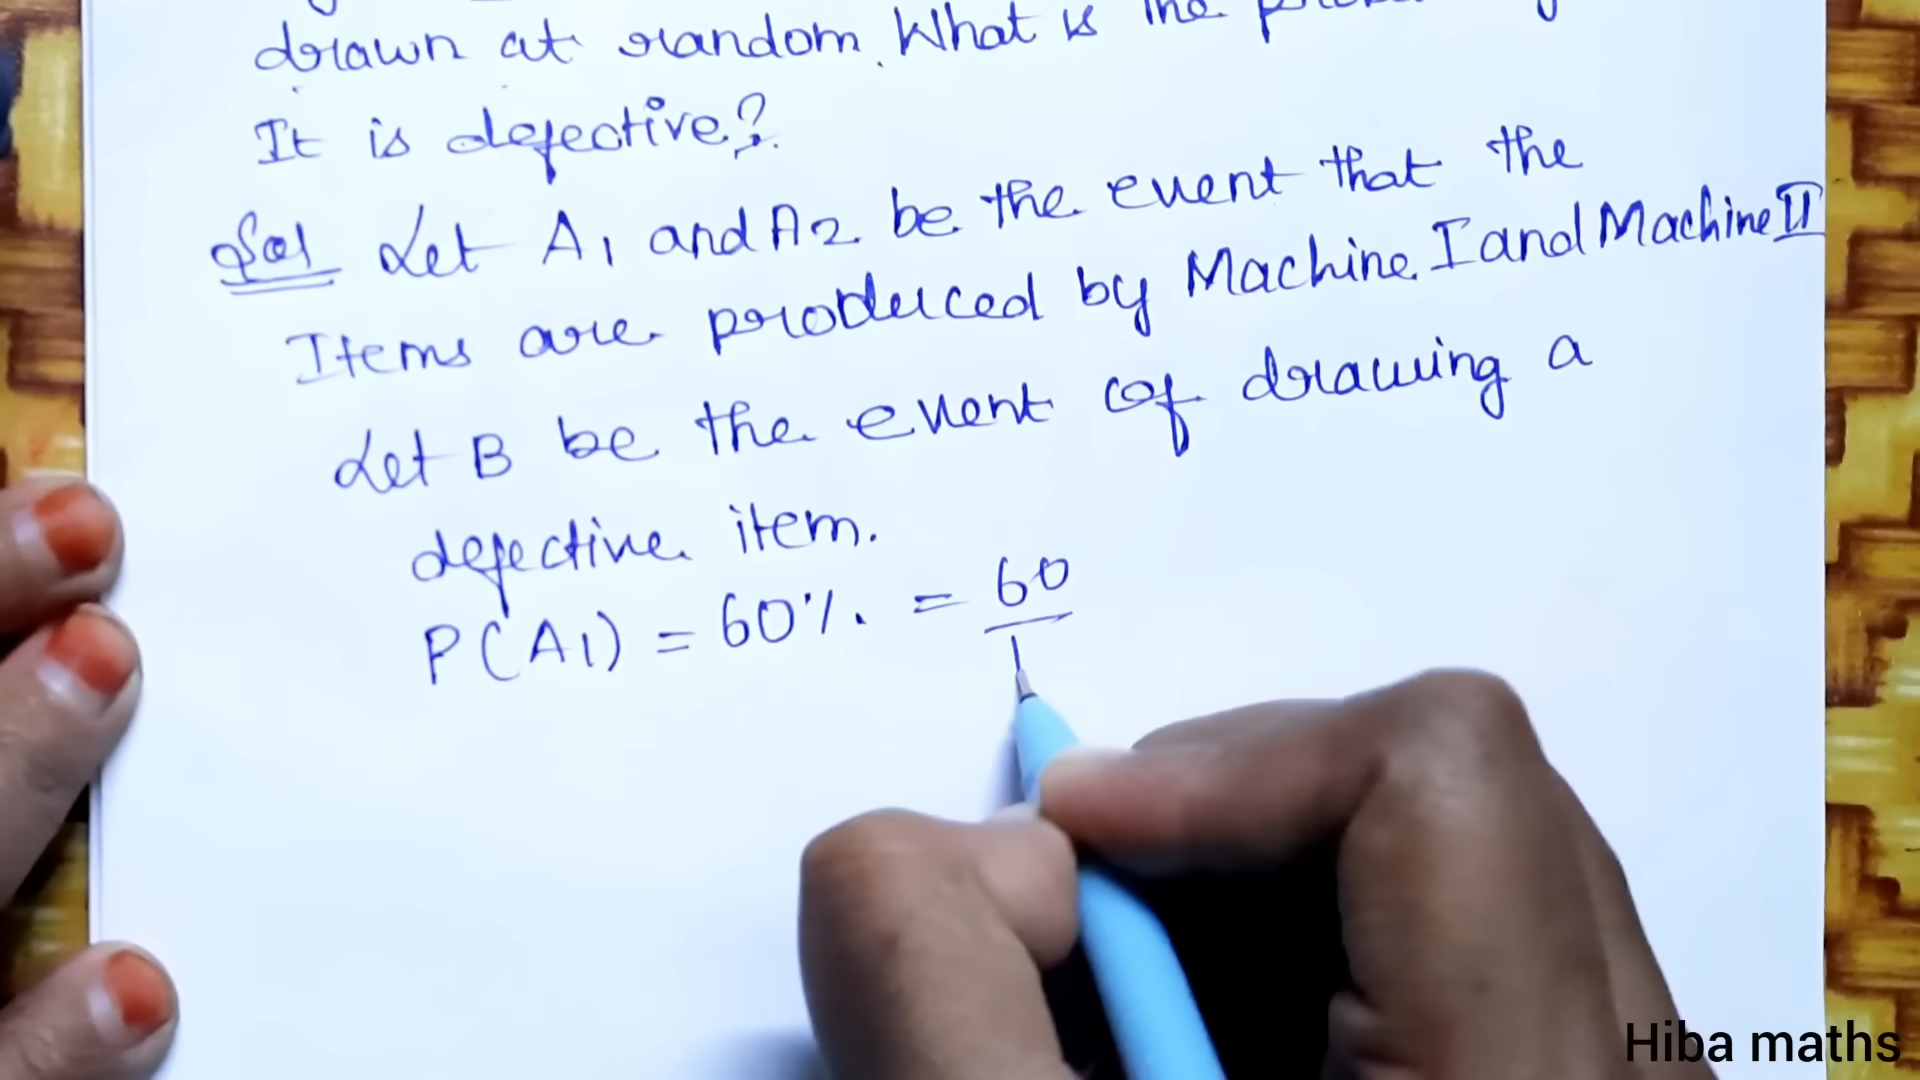 drawn at random. What is the
It is defective?
Sol Let A1 and A2 be the event that the
Items are produced by Machine I and Machine II
Let B be the event of drawing a
defective item.
P(A1) = 60% = 60/1
Hiba maths